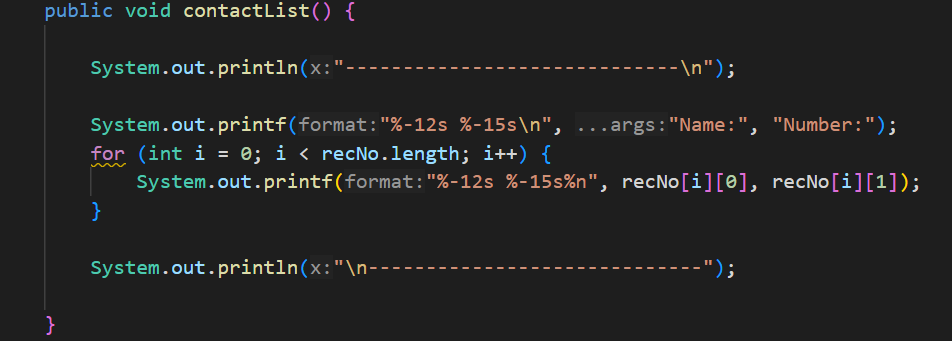 public void contactList() {
System.out.println(x:"-----------------------------\n");
System.out.printf(format:"%-12s %-15s\n", ...args:"Name:", "Number:");
for (int i = 0; i < recNo.length; i++) {
System.out.printf(format:"%-12s %-15s%n", recNo[i][0], recNo[i][1]);
}
System.out.println(x:"\n-----------------------------");
}